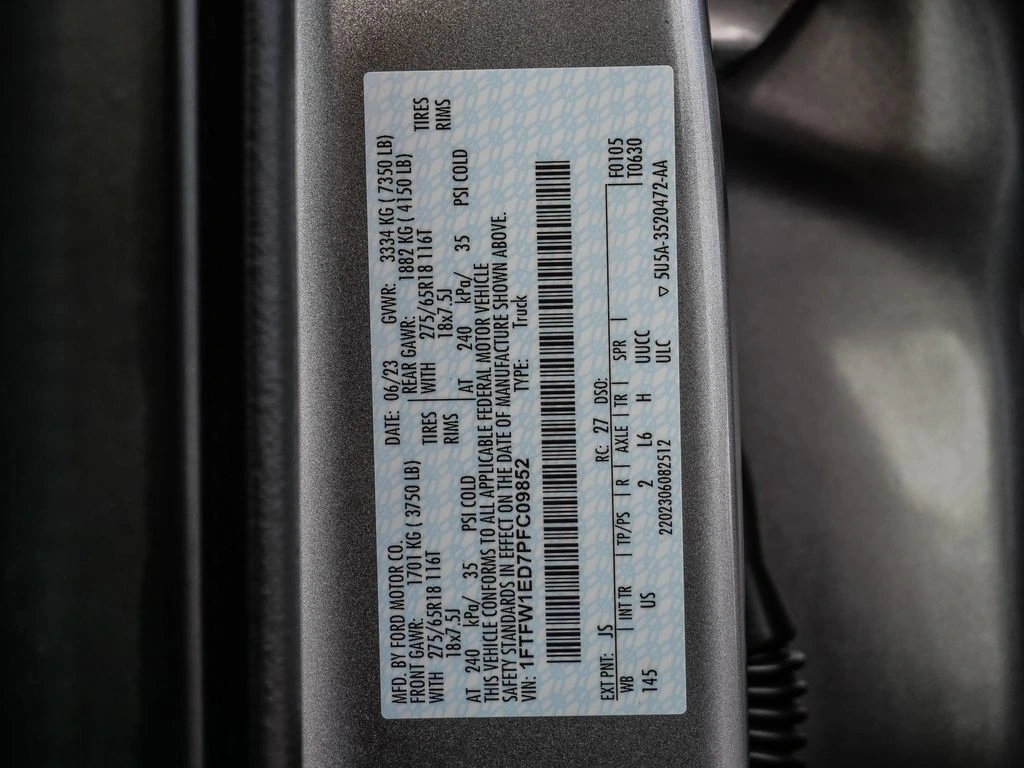 MFD. BY FORD MOTOR CO. DATE: 06/23 GVWR: 3334 KG ( 7350 LB)
FRONT GAWR: 1701 KG ( 3750 LB) REAR GAWR: 1882 KG ( 4150 LB)
WITH 275/65R18 116T TIRES WITH 275/65R18 116T TIRES
18x7.5J RIMS 18x7.5J RIMS
AT 240 kPa/ 35 PSI COLD AT 240 kPa/ 35 PSI COLD
THIS VEHICLE CONFORMS TO ALL APPLICABLE FEDERAL MOTOR VEHICLE
SAFETY STANDARDS IN EFFECT ON THE DATE OF MANUFACTURE SHOWN ABOVE.
VIN: 1FTFW1ED7PFC09852 TYPE: Truck
EXT PNT: JS RC: 27 DSO: F0105
WB | INT TR | TP/PS | R | AXLE | TR | SPR | T0630
145 US 2 L6 H UUCC
2202306082512 ULC ▽ 5U5A-3520472-AA